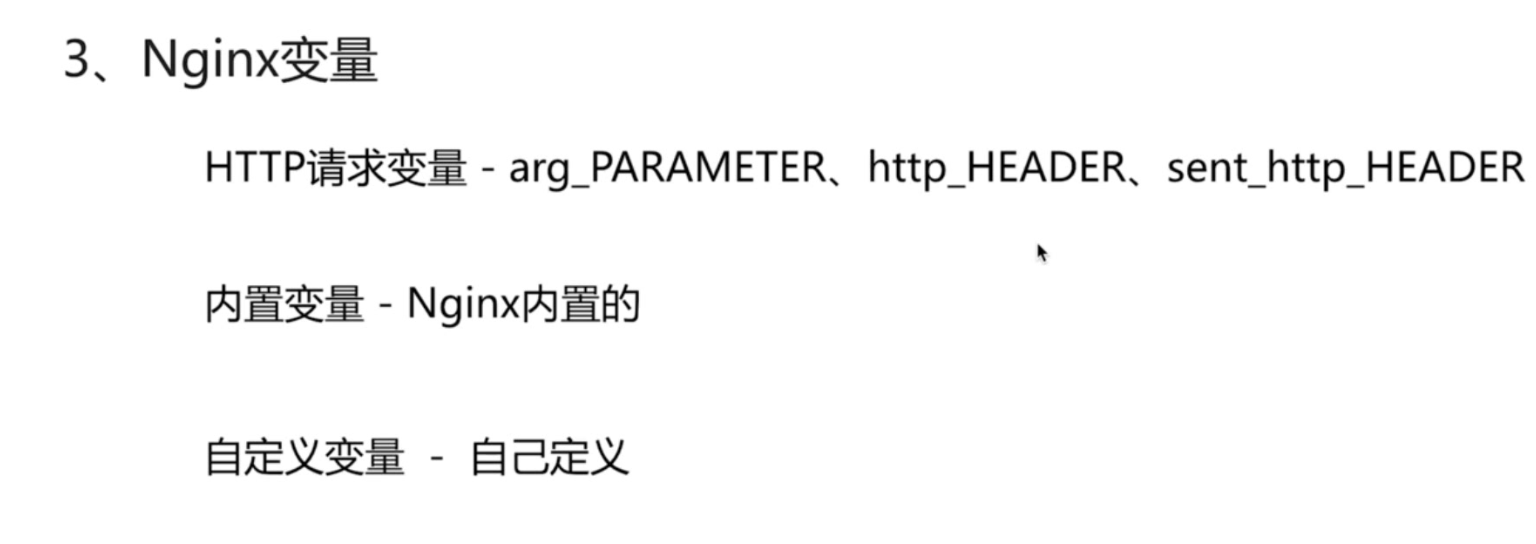 3、Nginx变量
HTTP请求变量 - arg_PARAMETER、http_HEADER、sent_http_HEADER
内置变量 - Nginx内置的
自定义变量 - 自己定义